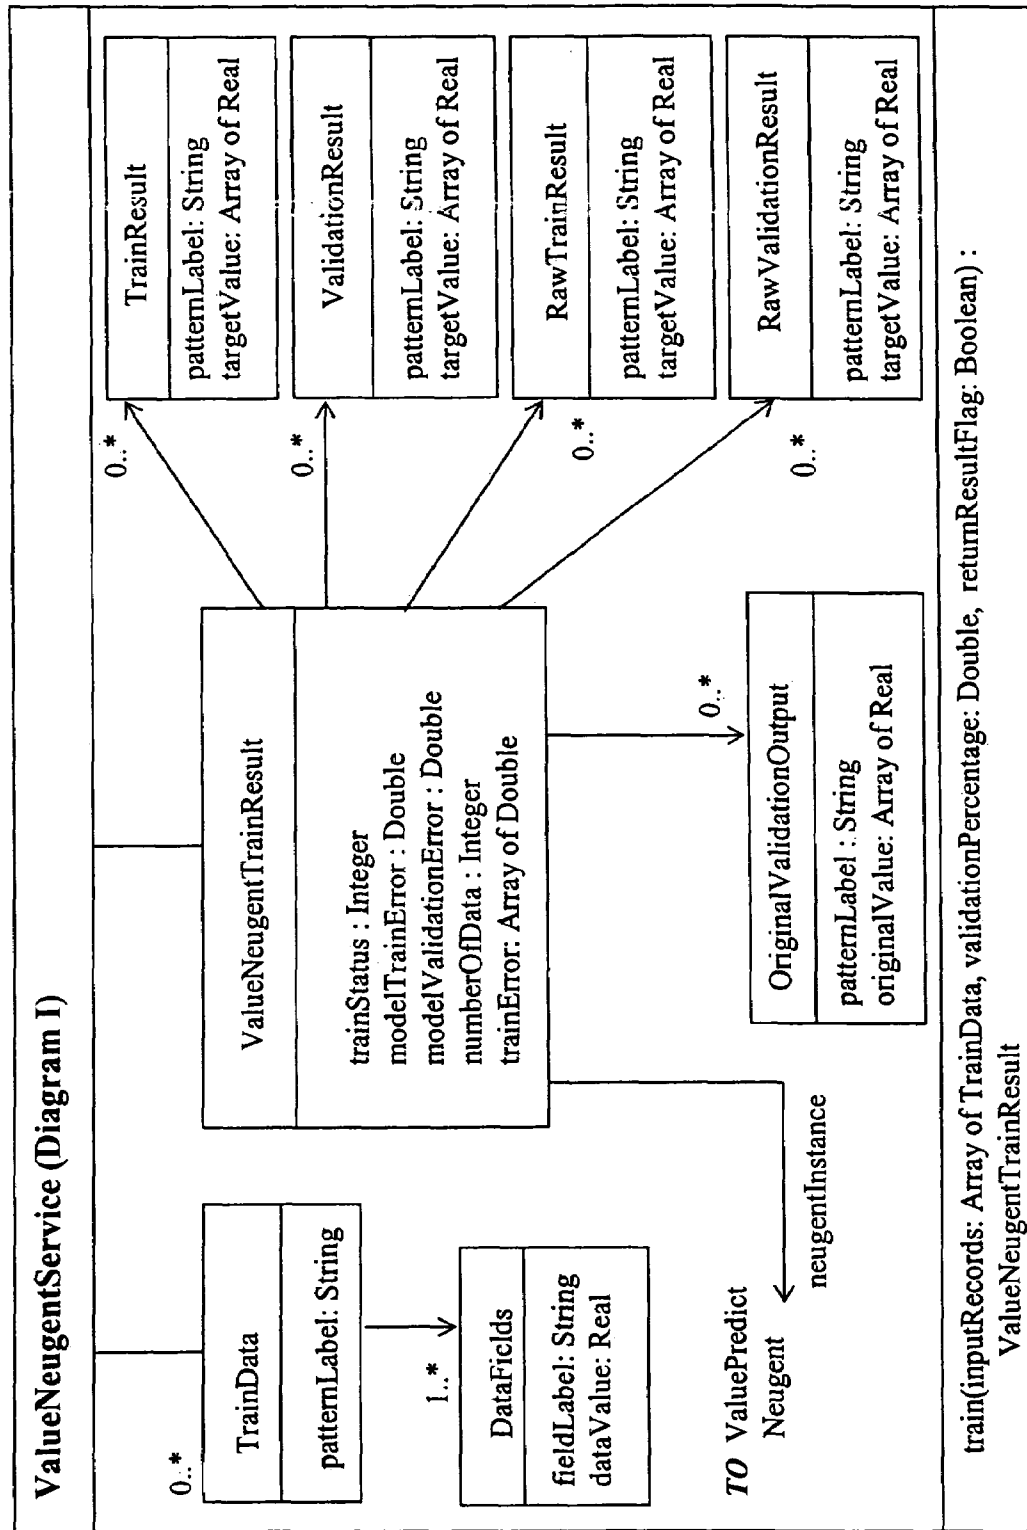 ValueNeugentService (Diagram I)
0..*
TrainData
patternLabel: String
1..*
DataFields
fieldLabel: String
dataValue: Real
TO ValuePredict
Neugent
neugentInstance
ValueNeugentTrainResult
trainStatus : Integer
modelTrainError : Double
modelValidationError : Double
numberOfData : Integer
trainError: Array of Double
0..*
OriginalValidationOutput
patternLabel : String
originalValue: Array of Real
0..*
TrainResult
patternLabel: String
targetValue: Array of Real
0..*
ValidationResult
patternLabel: String
targetValue: Array of Real
0..*
RawTrainResult
patternLabel: String
targetValue: Array of Real
0..*
RawValidationResult
patternLabel: String
targetValue: Array of Real
train(inputRecords: Array of TrainData, validationPercentage: Double, returnResultFlag: Boolean) :
ValueNeugentTrainResult